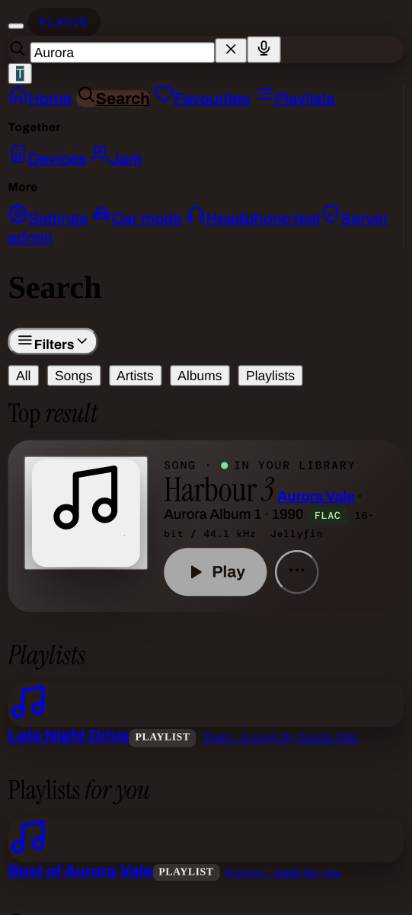 FLACSB
Aurora
T
Home Search Favourites Playlists
Together
Devices Jam
More
Settings Car mode Headphone test Server
admin
Search
Filters
All Songs Artists Albums Playlists
Top result
SONG · IN YOUR LIBRARY
Harbour 3 Aurora Vale ·
Aurora Album 1 · 1990 FLAC 16-
bit / 44.1 kHz Jellyfin
Play
Playlists
Late Night Drive PLAYLIST
Playlists for you
Best of Aurora Vale PLAYLIST